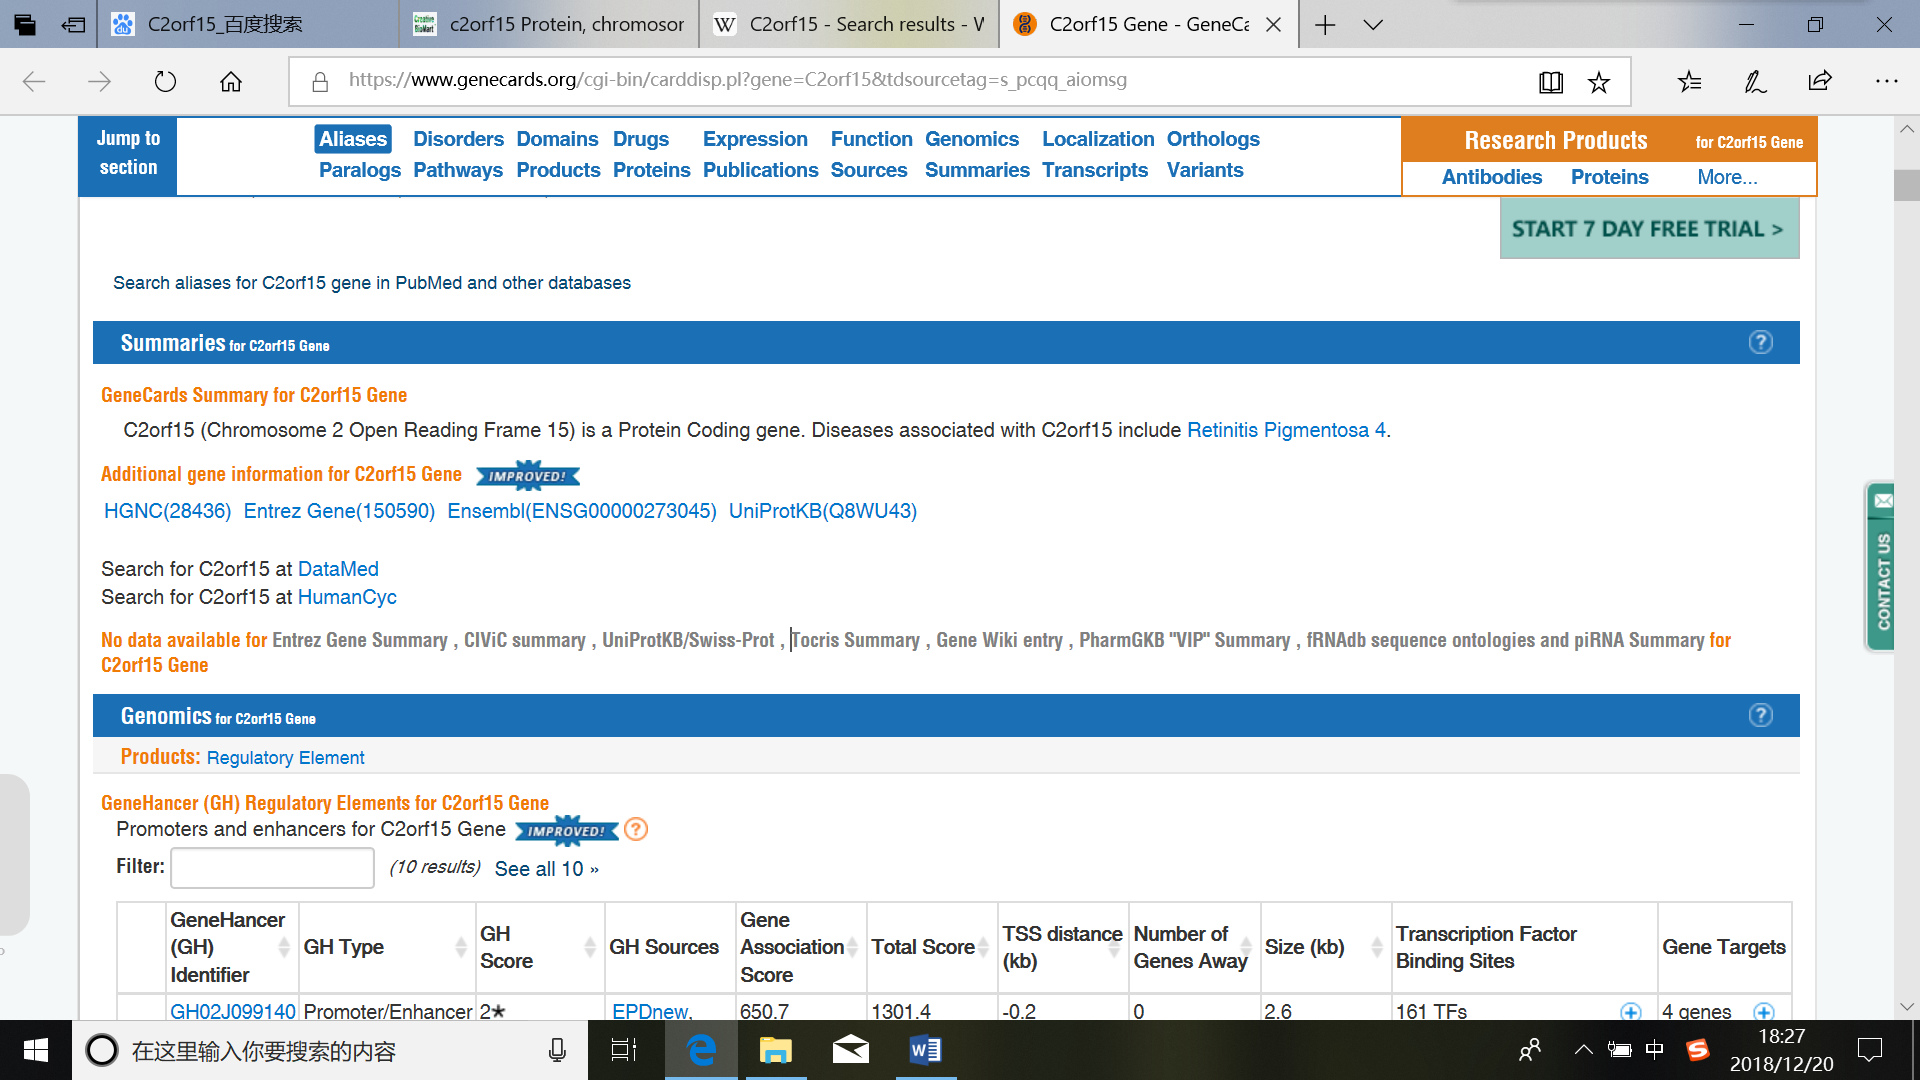 C2orf15_百度搜索
c2orf15 Protein, chromosor
C2orf15 - Search results - W
C2orf15 Gene - GeneCa
https://www.genecards.org/cgi-bin/carddisp.pl?gene=C2orf15&tdsourcetag=s_pcqq_aiomsg
Jump to section
Aliases Disorders Domains Drugs Expression Function Genomics Localization Orthologs
Paralogs Pathways Products Proteins Publications Sources Summaries Transcripts Variants
Research Products for C2orf15 Gene
Antibodies Proteins More...
START 7 DAY FREE TRIAL >
Search aliases for C2orf15 gene in PubMed and other databases
Summaries for C2orf15 Gene
GeneCards Summary for C2orf15 Gene
C2orf15 (Chromosome 2 Open Reading Frame 15) is a Protein Coding gene. Diseases associated with C2orf15 include Retinitis Pigmentosa 4.
Additional gene information for C2orf15 Gene IMPROVED!
HGNC(28436) Entrez Gene(150590) Ensembl(ENSG00000273045) UniProtKB(Q8WU43)
Search for C2orf15 at DataMed
Search for C2orf15 at HumanCyc
No data available for Entrez Gene Summary , CIViC summary , UniProtKB/Swiss-Prot , Tocris Summary , Gene Wiki entry , PharmGKB "VIP" Summary , fRNAdb sequence ontologies and piRNA Summary for
C2orf15 Gene
CONTACT US
Genomics for C2orf15 Gene
Products: Regulatory Element
GeneHancer (GH) Regulatory Elements for C2orf15 Gene
Promoters and enhancers for C2orf15 Gene IMPROVED! ?
Filter: (10 results) See all 10 »
GeneHancer (GH) Identifier GH Type GH Score GH Sources Gene Association Score Total Score TSS distance (kb) Number of Genes Away Size (kb) Transcription Factor Binding Sites Gene Targets
GH02J099140 Promoter/Enhancer 2* EPDnew, 650.7 1301.4 -0.2 0 2.6 161 TFs 4 genes
在这里输入你要搜索的内容
中
18:27
2018/12/20